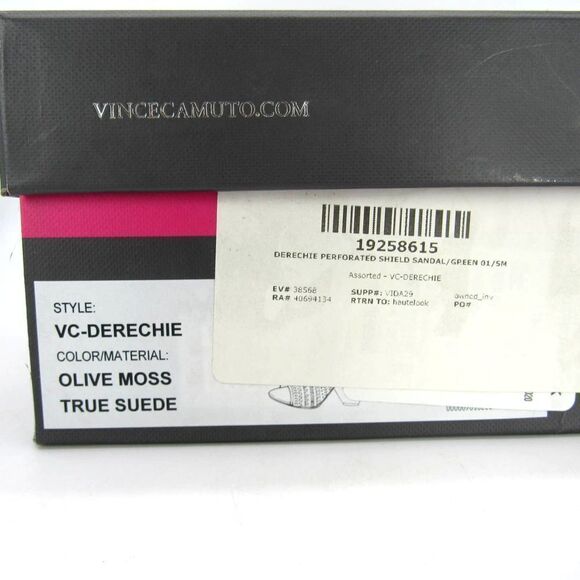 VINCECAMUTO.COM
19258615
DERECHIE PERFORATED SHIELD SANDAL/GREEN 01/5M
Assorted - VC-DERECHIE
EV# 38568 SUPP#: VIDA29 owned_inv
RA# 40694134 RTRN TO: hautelook PO#
STYLE:
VC-DERECHIE
COLOR/MATERIAL:
OLIVE MOSS
TRUE SUEDE